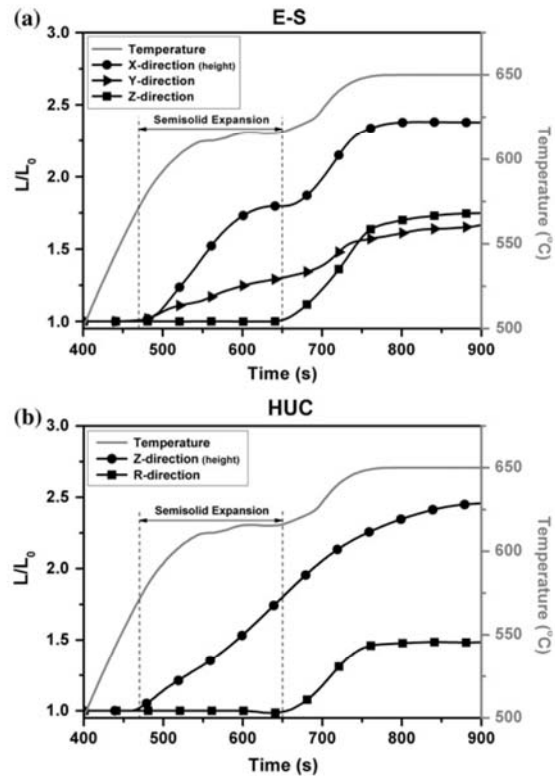 (a)
E-S
Temperature
X-direction (height)
Y-direction
Z-direction
Semisolid Expansion
3.0
2.5
2.0
1.5
1.0
L/L₀
650
600
550
500
Temperature (°C)
400 500 600 700 800 900
Time (s)
(b)
HUC
Temperature
Z-direction (height)
R-direction
Semisolid Expansion
3.0
2.5
2.0
1.5
1.0
L/L₀
650
600
550
500
Temperature (°C)
400 500 600 700 800 900
Time (s)